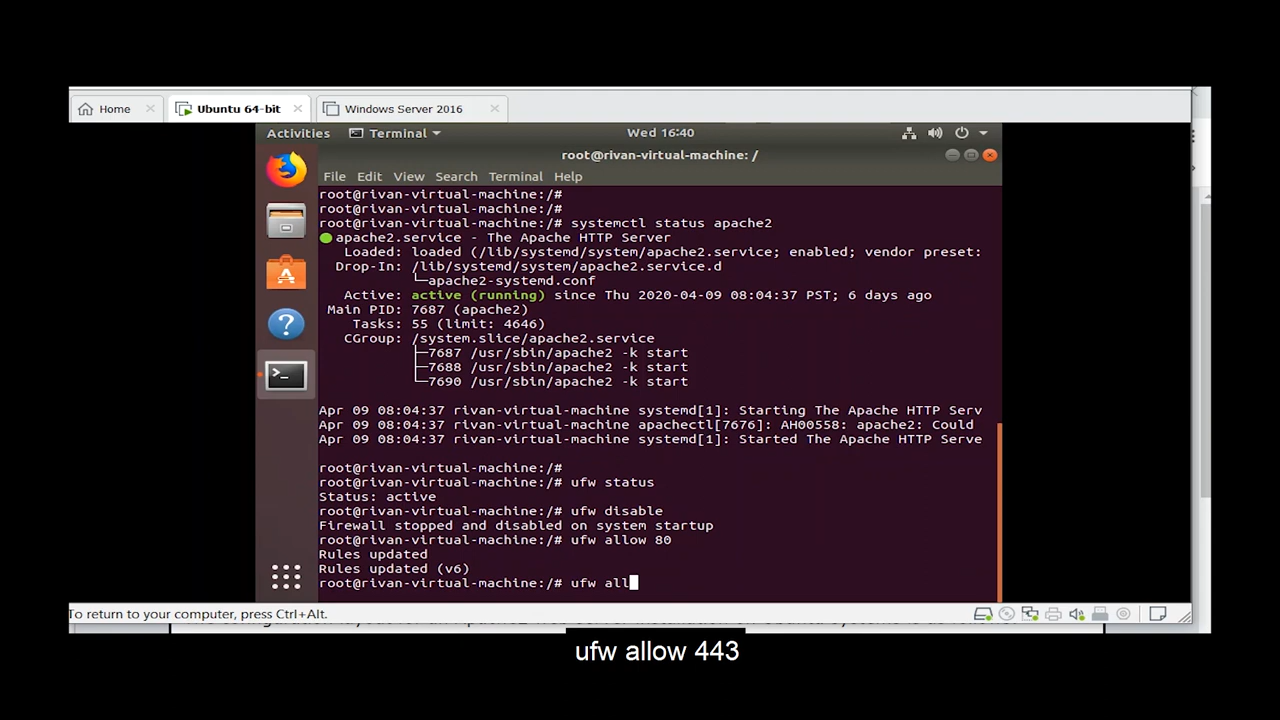 Home
Ubuntu 64-bit
Windows Server 2016
Activities
Terminal
Wed 16:40
root@rivan-virtual-machine: /
File Edit View Search Terminal Help
root@rivan-virtual-machine:/#
root@rivan-virtual-machine:/#
root@rivan-virtual-machine:/# systemctl status apache2
apache2.service - The Apache HTTP Server
Loaded: loaded (/lib/systemd/system/apache2.service; enabled; vendor preset:
Drop-In: /lib/systemd/system/apache2.service.d
└─apache2-systemd.conf
Active: active (running) since Thu 2020-04-09 08:04:37 PST; 6 days ago
Main PID: 7687 (apache2)
Tasks: 55 (limit: 4646)
CGroup: /system.slice/apache2.service
├─7687 /usr/sbin/apache2 -k start
├─7688 /usr/sbin/apache2 -k start
└─7690 /usr/sbin/apache2 -k start
Apr 09 08:04:37 rivan-virtual-machine systemd[1]: Starting The Apache HTTP Serv
Apr 09 08:04:37 rivan-virtual-machine apachectl[7676]: AH00558: apache2: Could
Apr 09 08:04:37 rivan-virtual-machine systemd[1]: Started The Apache HTTP Serve
root@rivan-virtual-machine:/#
root@rivan-virtual-machine:/# ufw status
Status: active
root@rivan-virtual-machine:/# ufw disable
Firewall stopped and disabled on system startup
root@rivan-virtual-machine:/# ufw allow 80
Rules updated
Rules updated (v6)
root@rivan-virtual-machine:/# ufw all
To return to your computer, press Ctrl+Alt.
ufw allow 443